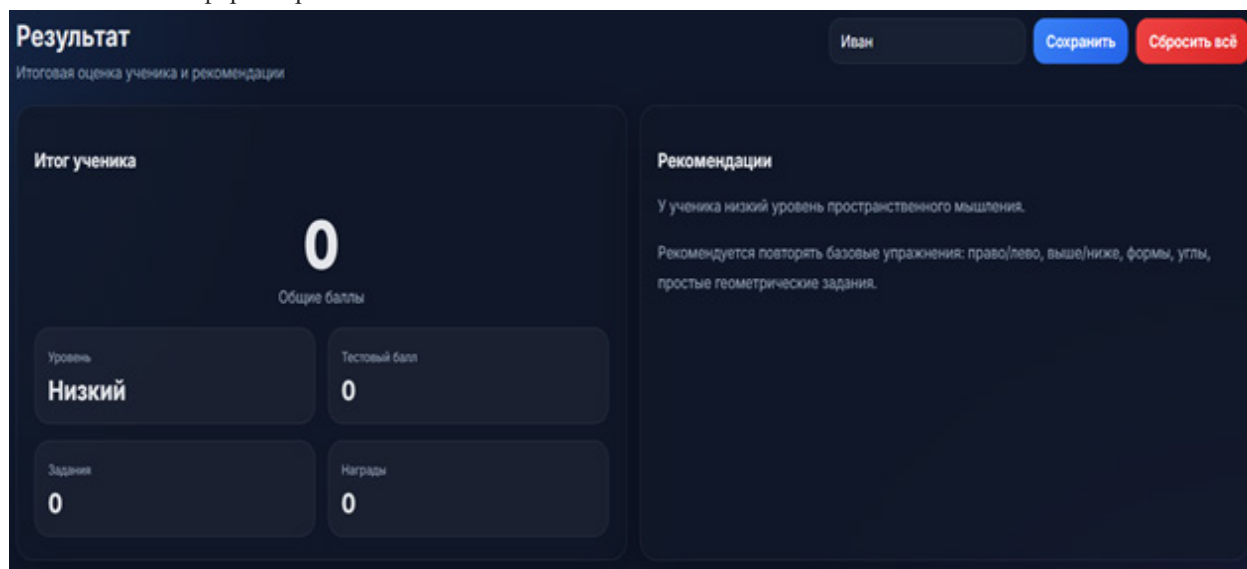 Результат
Иван
Сохранить
Сбросить всё
Итоговая оценка ученика и рекомендации
Итог ученика
0
Общие баллы
Уровень
Низкий
Тестовый балл
0
Задания
0
Награды
0
Рекомендации
У ученика низкий уровень пространственного мышления.
Рекомендуется повторять базовые упражнения: право/лево, выше/ниже, формы, углы,
простые геометрические задания.